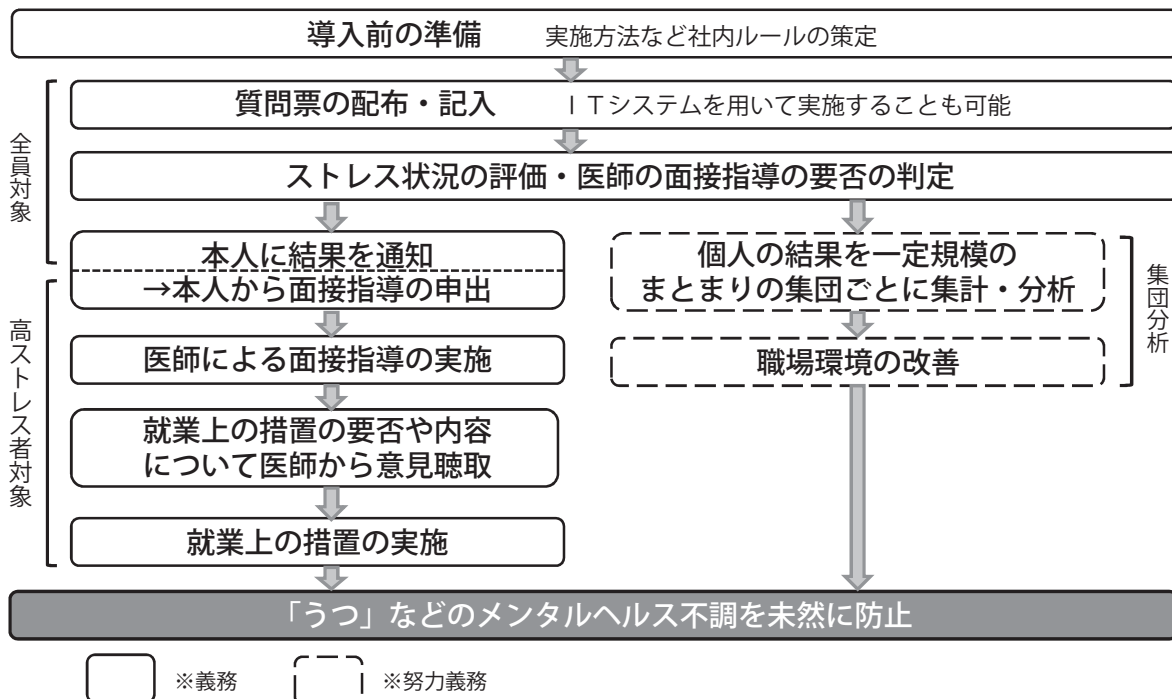 導入前の準備 実施方法など社内ルールの策定
質問票の配布・記入 ＩＴシステムを用いて実施することも可能
ストレス状況の評価・医師の面接指導の要否の判定
全員対象
本人に結果を通知
→本人から面接指導の申出
医師による面接指導の実施
就業上の措置の要否や内容
について医師から意見聴取
就業上の措置の実施
高ストレス者対象
個人の結果を一定規模の
まとまりの集団ごとに集計・分析
職場環境の改善
集団分析
「うつ」などのメンタルヘルス不調を未然に防止
※義務 ※努力義務